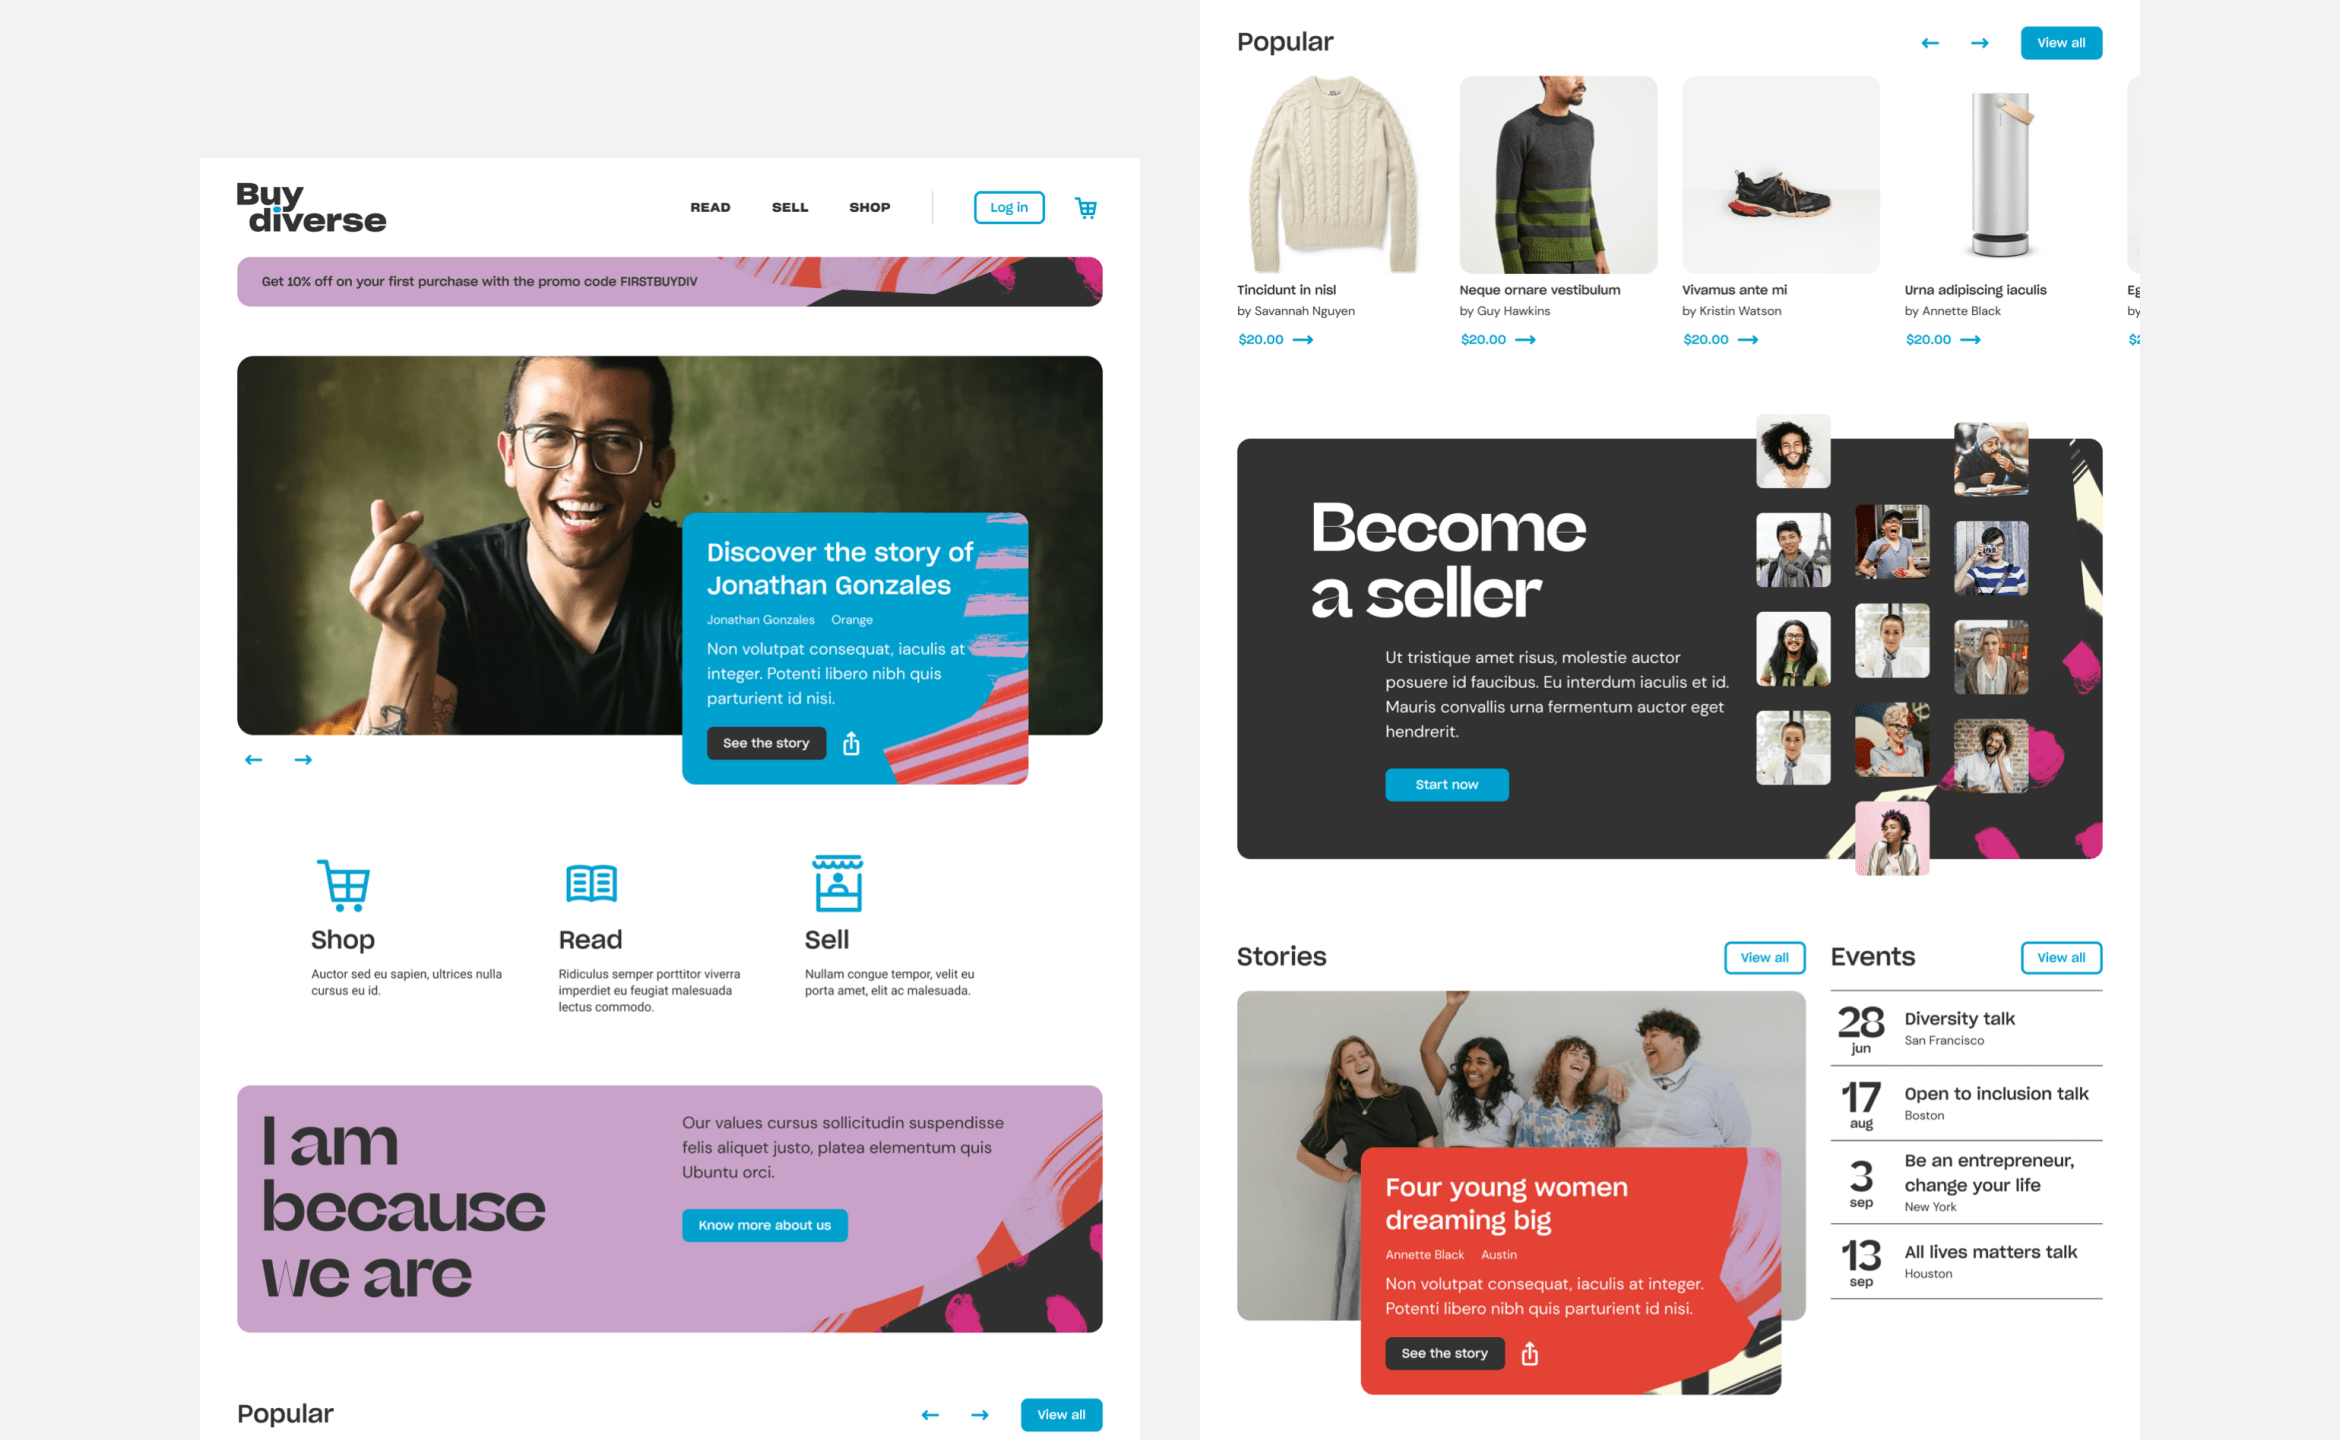 Buy
diverse
READ
SELL
SHOP
Log in
Get 10% off on your first purchase with the promo code FIRSTBUYDIV
Discover the story of
Jonathan Gonzales
Jonathan Gonzales Orange
Non volutpat consequat, iaculis at
integer. Potenti libero nibh quis
parturient id nisi.
See the story
Shop
Auctor sed eu sapien, ultrices nulla
cursus eu id.
Read
Ridiculus semper porttitor viverra
imperdiet eu feugiat malesuada
lectus commodo.
Sell
Nullam congue tempor, velit eu
porta amet, elit ac malesuada.
I am
because
we are
Our values cursus sollicitudin suspendisse
felis aliquet justo, platea elementum quis
Ubuntu orci.
Know more about us
Popular
View all
Popular
View all
Tincidunt in nisl
by Savannah Nguyen
$20.00
Neque ornare vestibulum
by Guy Hawkins
$20.00
Vivamus ante mi
by Kristin Watson
$20.00
Urna adipiscing iaculis
by Annette Black
$20.00
by
Become
a seller
Ut tristique amet risus, molestie auctor
posuere id faucibus. Eu interdum iaculis et id.
Mauris convallis urna fermentum auctor eget
hendrerit.
Start now
Stories
View all
Four young women
dreaming big
Annette Black Austin
Non volutpat consequat, iaculis at integer.
Potenti libero nibh quis parturient id nisi.
See the story
Events
View all
28
jun
Diversity talk
San Francisco
17
aug
Open to inclusion talk
Boston
3
sep
Be an entrepreneur,
change your life
New York
13
sep
All lives matters talk
Houston